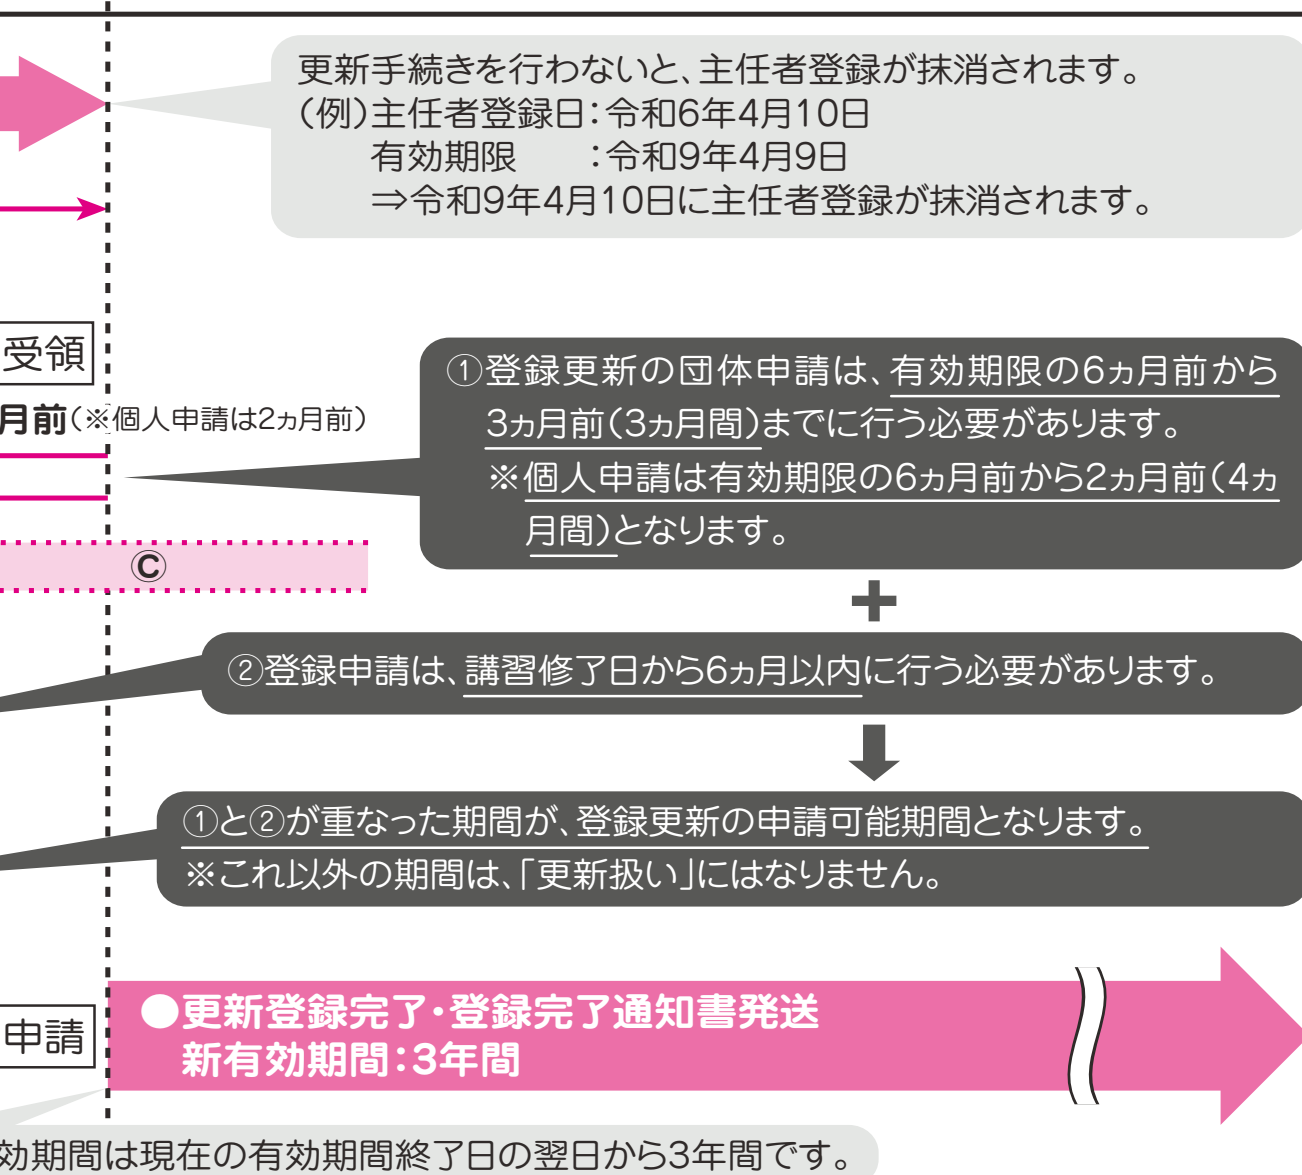 更新手続きを行わないと、主任者登録が抹消されます。
(例)主任者登録日:令和6年4月10日
有効期限　　:令和9年4月9日
⇒令和9年4月10日に主任者登録が抹消されます。
受領
月前(※個人申請は2ヵ月前)
①登録更新の団体申請は、有効期限の6ヵ月前から
3ヵ月前(3ヵ月間)までに行う必要があります。
※個人申請は有効期限の6ヵ月前から2ヵ月前(4ヵ
月間)となります。
Ⓒ
+
②登録申請は、講習修了日から6ヵ月以内に行う必要があります。
①と②が重なった期間が、登録更新の申請可能期間となります。
※これ以外の期間は、「更新扱い」にはなりません。
申請
●更新登録完了・登録完了通知書発送
新有効期間:3年間
効期間は現在の有効期間終了日の翌日から3年間です。